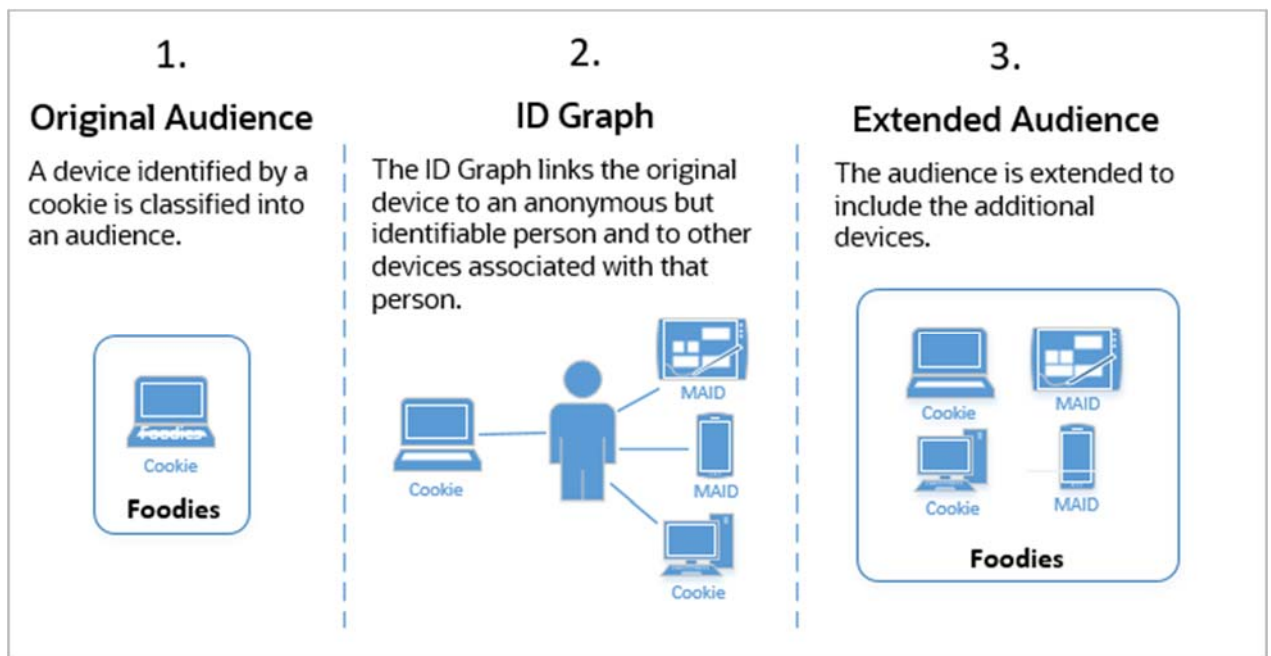 1.
Original Audience
A device identified by a
cookie is classified into
an audience.
Foodies
Cookie
Foodies
2.
ID Graph
The ID Graph links the original
device to an anonymous but
identifiable person and to other
devices associated with that
person.
MAID
Cookie
MAID
Cookie
3.
Extended Audience
The audience is extended to
include the additional
devices.
Cookie
MAID
Cookie
MAID
Foodies